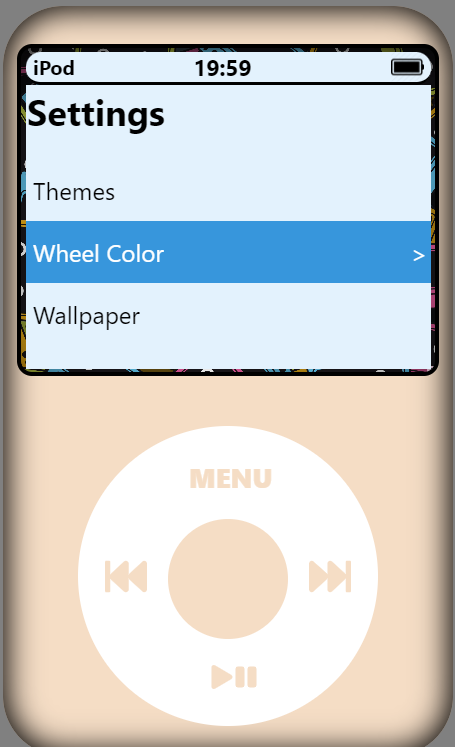 iPod 19:59
Settings
Themes
Wheel Color >
Wallpaper
MENU